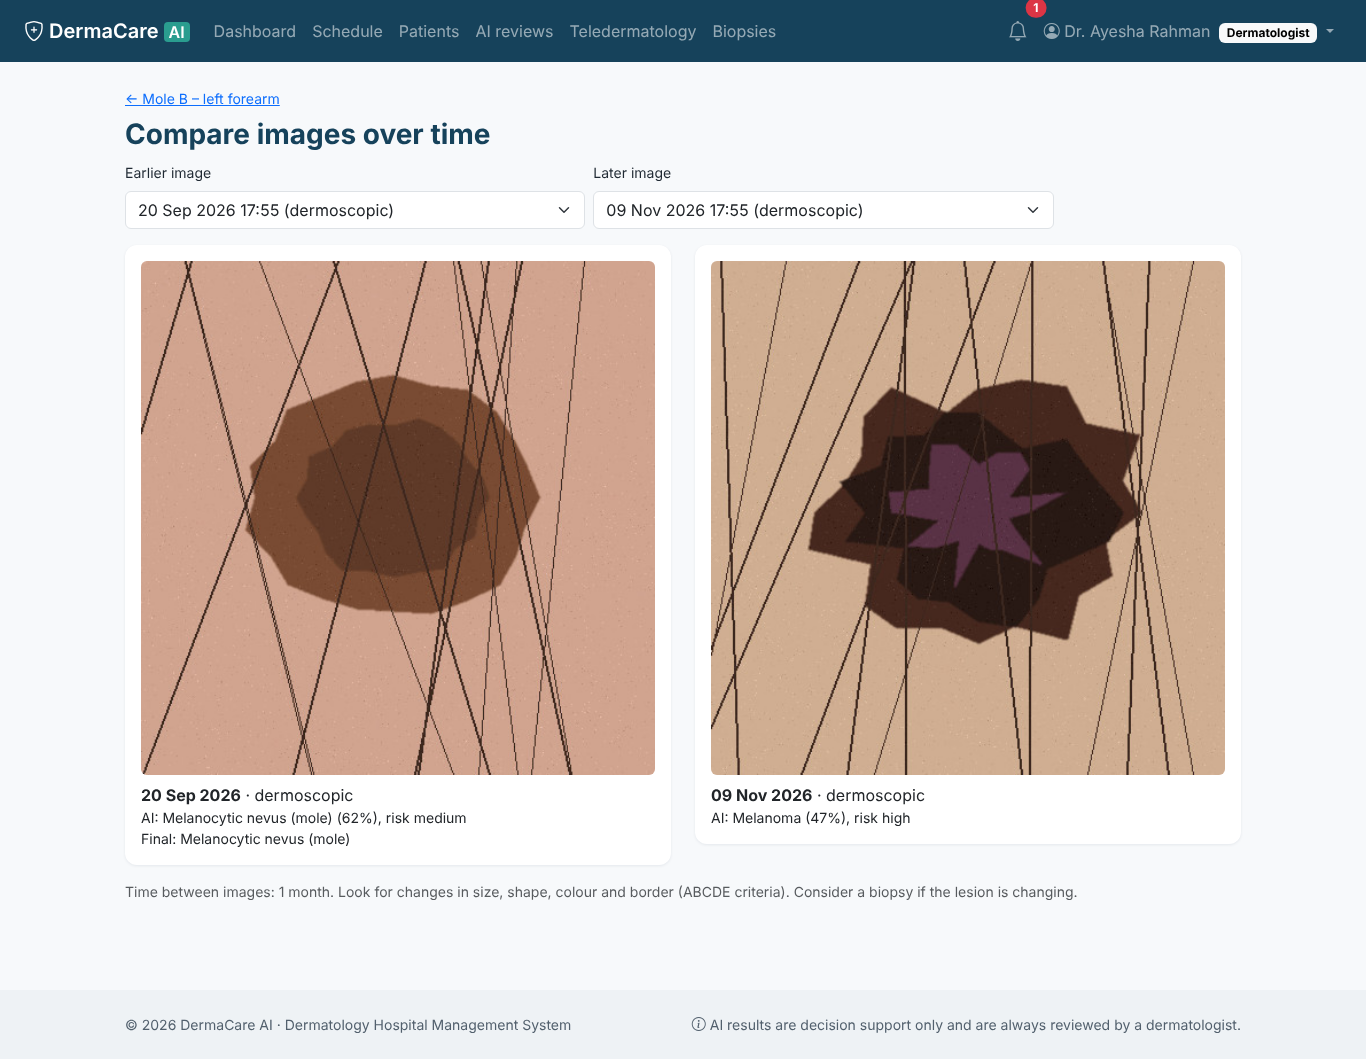 DermaCare AI Dashboard Schedule Patients AI reviews Teledermatology Biopsies 1 Dr. Ayesha Rahman Dermatologist
← Mole B – left forearm
Compare images over time
Earlier image Later image
20 Sep 2026 17:55 (dermoscopic) 09 Nov 2026 17:55 (dermoscopic)
20 Sep 2026 · dermoscopic
AI: Melanocytic nevus (mole) (62%), risk medium
Final: Melanocytic nevus (mole)
09 Nov 2026 · dermoscopic
AI: Melanoma (47%), risk high
Time between images: 1 month. Look for changes in size, shape, colour and border (ABCDE criteria). Consider a biopsy if the lesion is changing.
© 2026 DermaCare AI · Dermatology Hospital Management System AI results are decision support only and are always reviewed by a dermatologist.